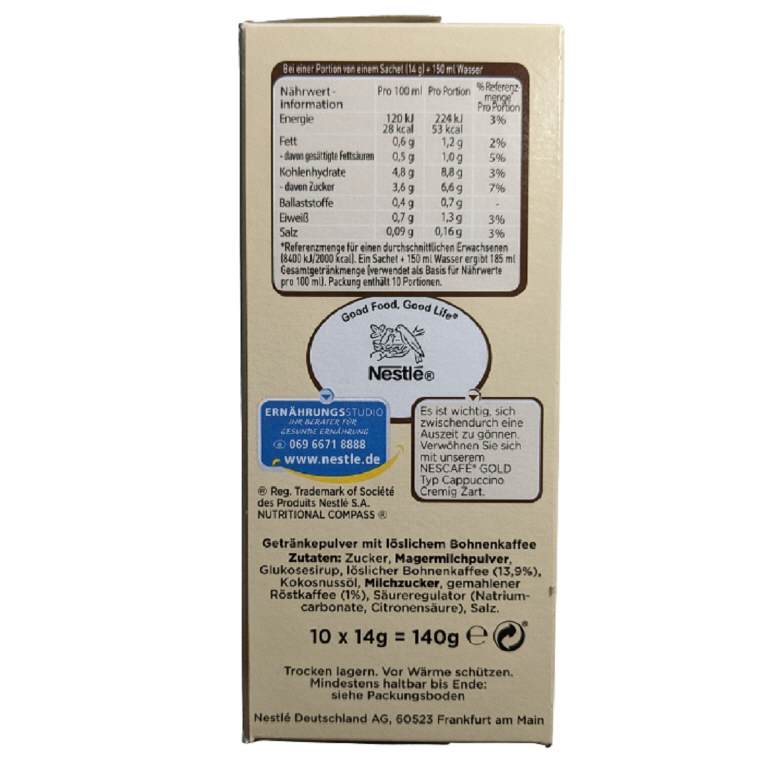 Bei einer Portion von einem Sachet (14 g) + 150 ml Wasser
Nährwert- Pro 100 ml Pro Portion % Referenz-
information menge*
Pro Portion
Energie 120 kJ 224 kJ 3%
28 kcal 53 kcal
Fett 0,6 g 1,2 g 2%
- davon gesättigte Fettsäuren 0,5 g 1,0 g 5%
Kohlenhydrate 4,8 g 8,8 g 3%
- davon Zucker 3,6 g 6,6 g 7%
Ballaststoffe 0,4 g 0,7 g -
Eiweiß 0,7 g 1,3 g 3%
Salz 0,09 g 0,16 g 3%
*Referenzmenge für einen durchschnittlichen Erwachsenen
(8400 kJ/2000 kcal). Ein Sachet + 150 ml Wasser ergibt 185 ml
Gesamtgetränkmenge (verwendet als Basis für Nährwerte
pro 100 ml). Packung enthält 10 Portionen.
Good Food, Good Life®
Nestlé®
ERNÄHRUNGSSTUDIO
IHR BERATER FÜR
GESUNDE ERNÄHRUNG
069 6671 8888
www.nestle.de
Es ist wichtig, sich
zwischendurch eine
Auszeit zu gönnen.
Verwöhnen Sie sich
mit unserem
NESCAFÉ® GOLD
Typ Cappuccino
Cremig Zart.
® Reg. Trademark of Société
des Produits Nestlé S.A.
NUTRITIONAL COMPASS ®
Getränkepulver mit löslichem Bohnenkaffee
Zutaten: Zucker, Magermilchpulver,
Glukosesirup, löslicher Bohnenkaffee (13,9%),
Kokosnussöl, Milchzucker, gemahlener
Röstkaffee (1%), Säureregulator (Natrium-
carbonate, Citronensäure), Salz.
10 x 14g = 140g ℮ ®
Trocken lagern. Vor Wärme schützen.
Mindestens haltbar bis Ende:
siehe Packungsboden
Nestlé Deutschland AG, 60523 Frankfurt am Main